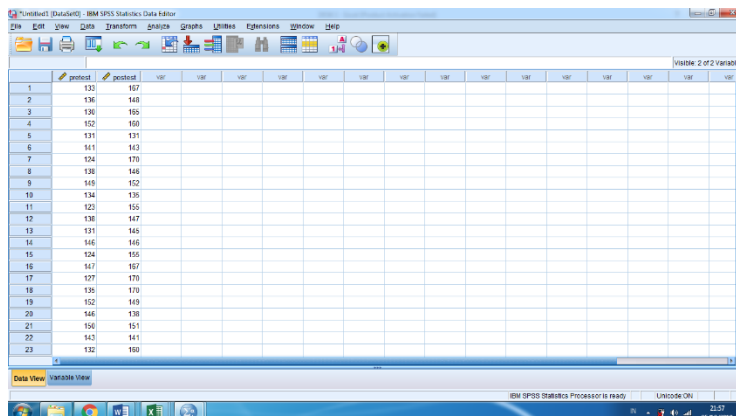 *Untitled1 [DataSet0] - IBM SPSS Statistics Data Editor
File Edit View Data Transform Analyze Graphs Utilities Extensions Window Help
Visible: 2 of 2 Variabl
pretest postest var var var var var var var var var var var var var
1 133 167
2 136 148
3 130 165
4 152 160
5 131 131
6 141 143
7 124 170
8 138 146
9 149 152
10 134 135
11 123 155
12 138 147
13 131 145
14 146 146
15 124 155
16 147 167
17 127 170
18 135 170
19 152 149
20 146 138
21 150 151
22 143 141
23 132 160
Data View Variable View
IBM SPSS Statistics Processor is ready Unicode:ON
21:57